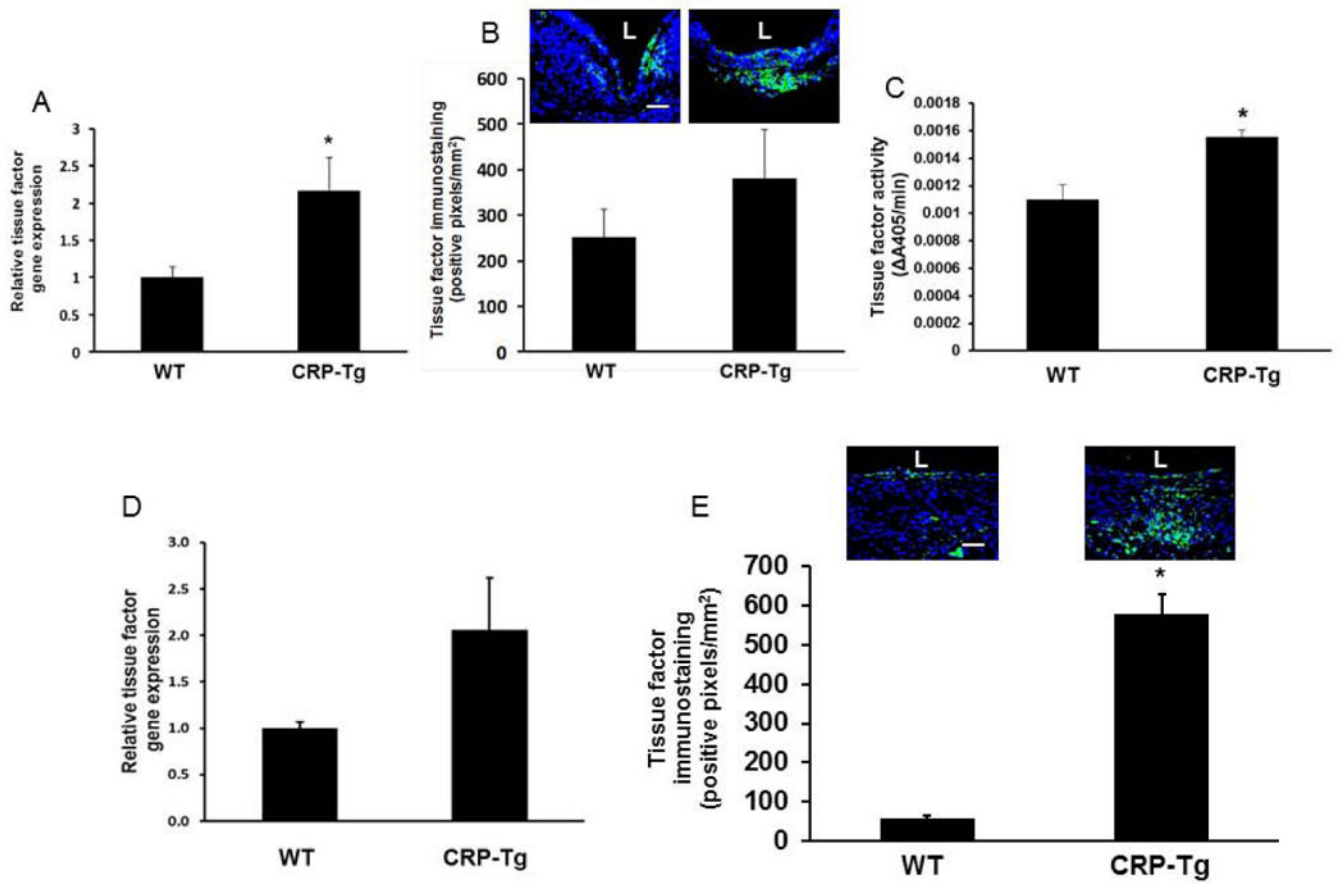 A
Relative tissue factor
gene expression
3
2.5
2
1.5
1
0.5
0
*
WT
CRP-Tg
B
L
L
Tissue factor immunostaining
(positive pixels/mm²)
600
500
400
300
200
100
0
WT
CRP-Tg
C
Tissue factor activity
(ΔA405/min)
0.0018
0.0016
0.0014
0.0012
0.001
0.0008
0.0006
0.0004
0.0002
0
*
WT
CRP-Tg
D
Relative tissue factor
gene expression
3.0
2.5
2.0
1.5
1.0
0.5
0.0
WT
CRP-Tg
E
L
L
Tissue factor
immunostaining
(positive pixels/mm²)
700
600
500
400
300
200
100
0
*
WT
CRP-Tg